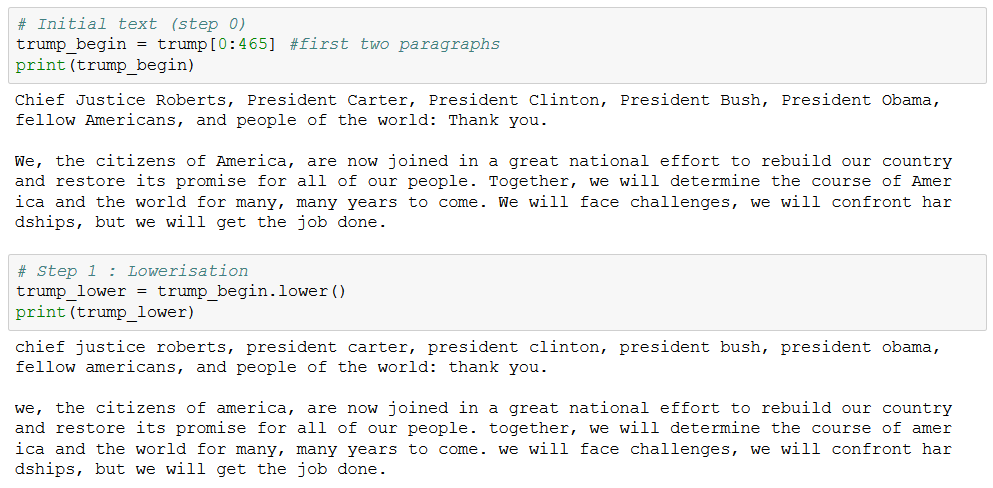 # Initial text (step 0)
trump_begin = trump[0:465] #first two paragraphs
print(trump_begin)
Chief Justice Roberts, President Carter, President Clinton, President Bush, President Obama,
fellow Americans, and people of the world: Thank you.
We, the citizens of America, are now joined in a great national effort to rebuild our country
and restore its promise for all of our people. Together, we will determine the course of Amer
ica and the world for many, many years to come. We will face challenges, we will confront har
dships, but we will get the job done.
# Step 1 : Lowerisation
trump_lower = trump_begin.lower()
print(trump_lower)
chief justice roberts, president carter, president clinton, president bush, president obama,
fellow americans, and people of the world: thank you.
we, the citizens of america, are now joined in a great national effort to rebuild our country
and restore its promise for all of our people. together, we will determine the course of amer
ica and the world for many, many years to come. we will face challenges, we will confront har
dships, but we will get the job done.